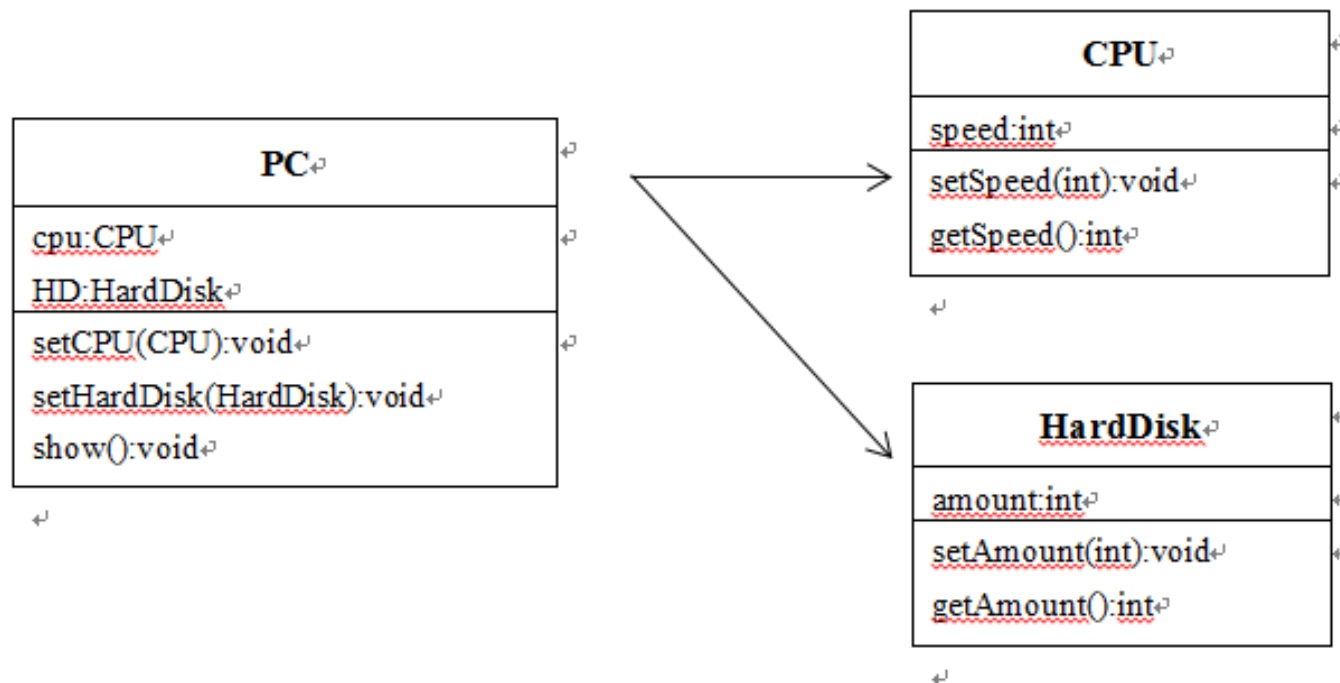 PC
cpu:CPU
HD:HardDisk
setCPU(CPU):void
setHardDisk(HardDisk):void
show():void
CPU
speed:int
setSpeed(int):void
getSpeed():int
HardDisk
amount:int
setAmount(int):void
getAmount():int